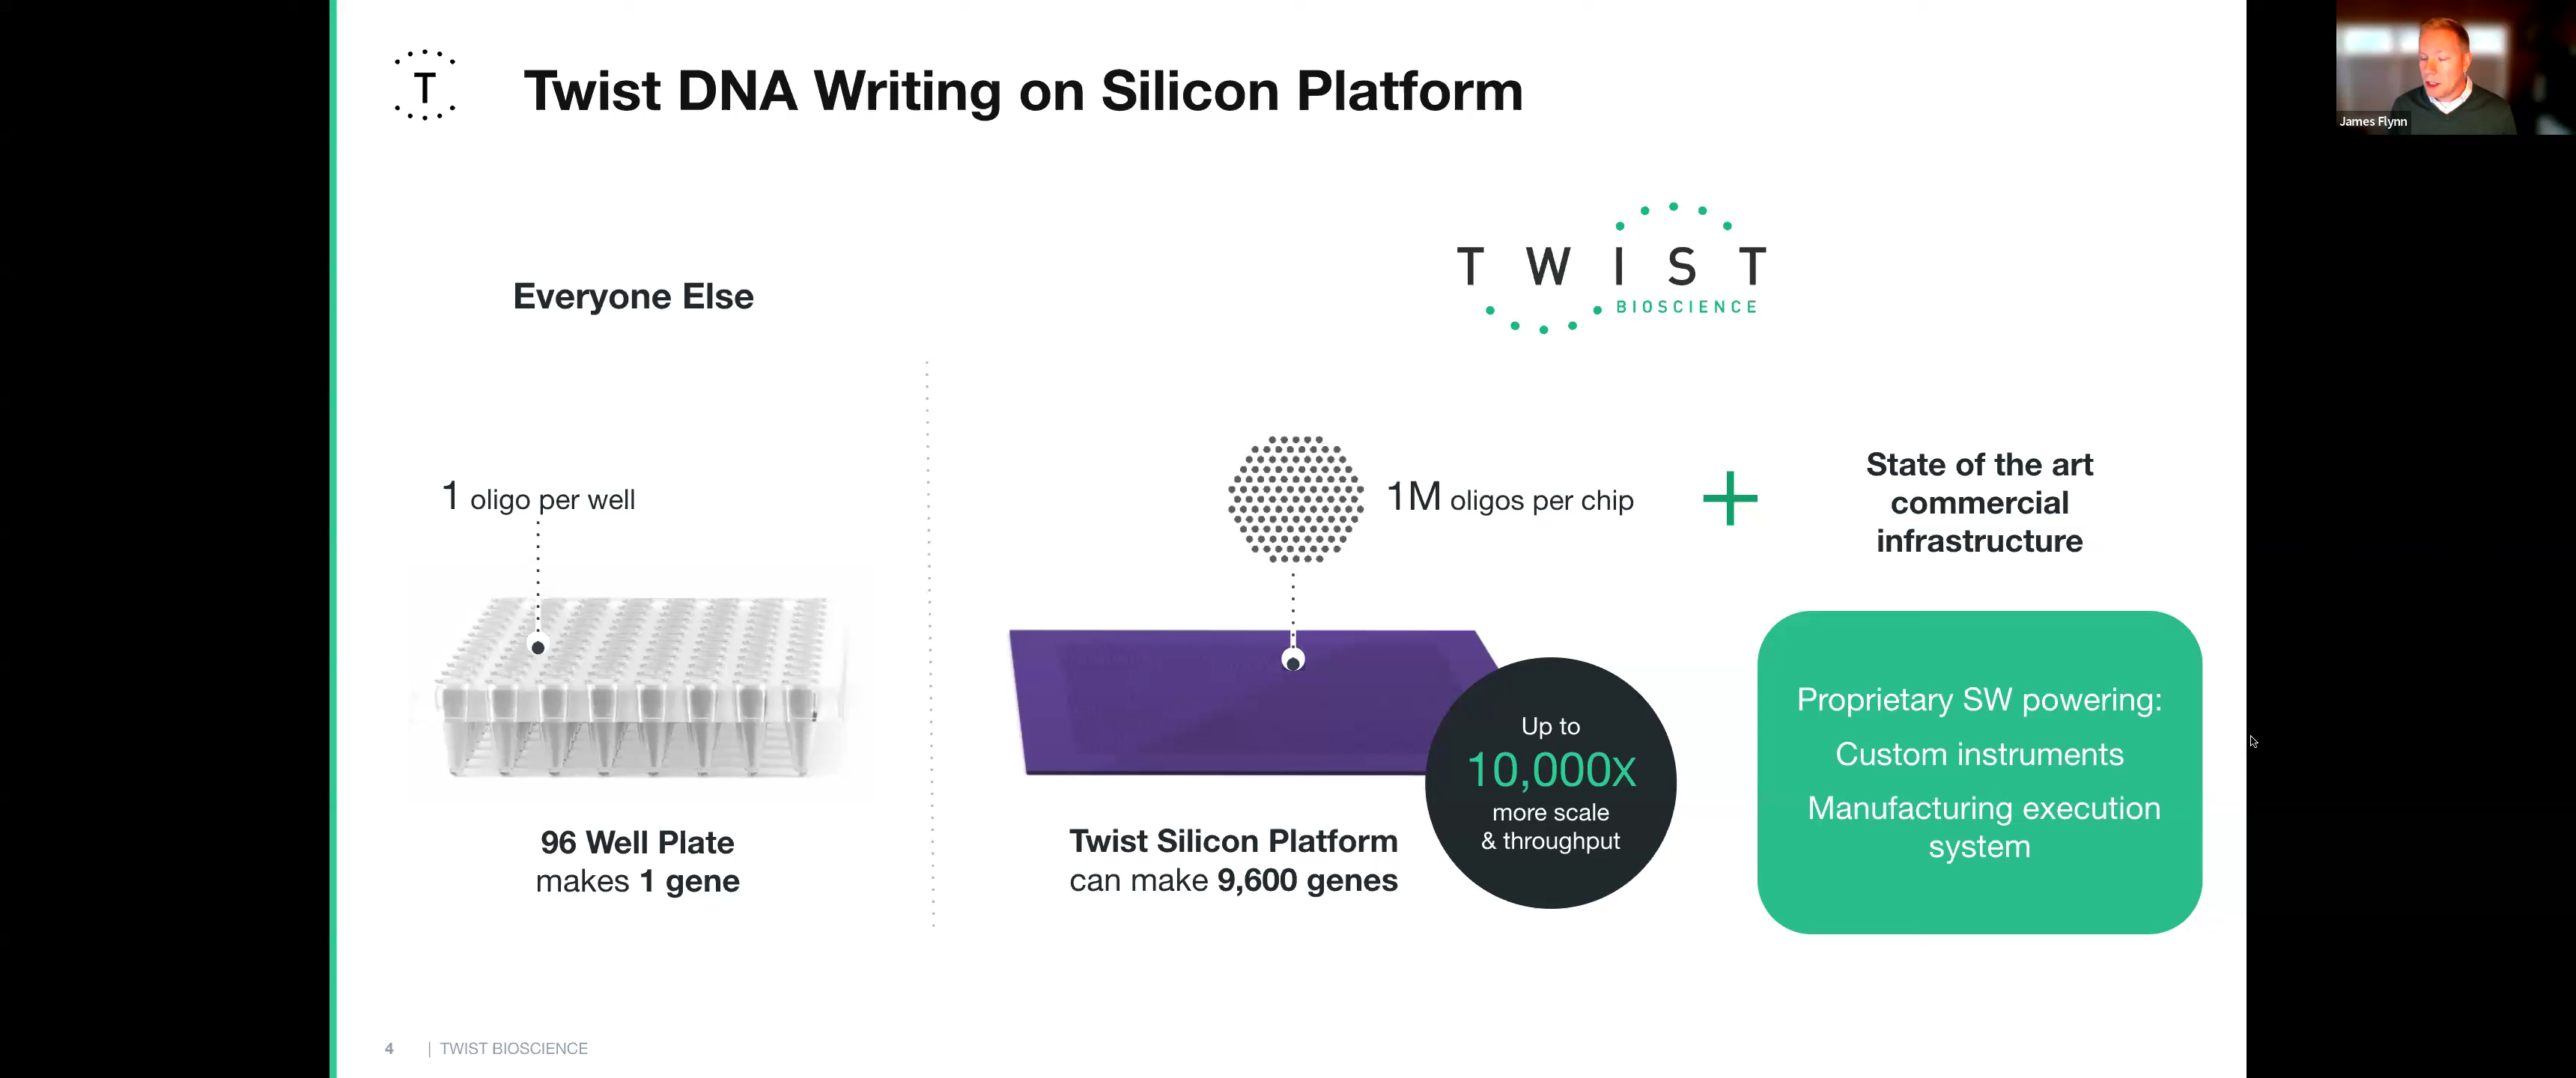 T
Twist DNA Writing on Silicon Platform
James Flynn
Everyone Else
TWIST
BIOSCIENCE
1 oligo per well
1M oligos per chip
+
State of the art
commercial
infrastructure
96 Well Plate
makes 1 gene
Twist Silicon Platform
can make 9,600 genes
Up to
10,000x
more scale
& throughput
Proprietary SW powering:
Custom instruments
Manufacturing execution
system
4 | TWIST BIOSCIENCE